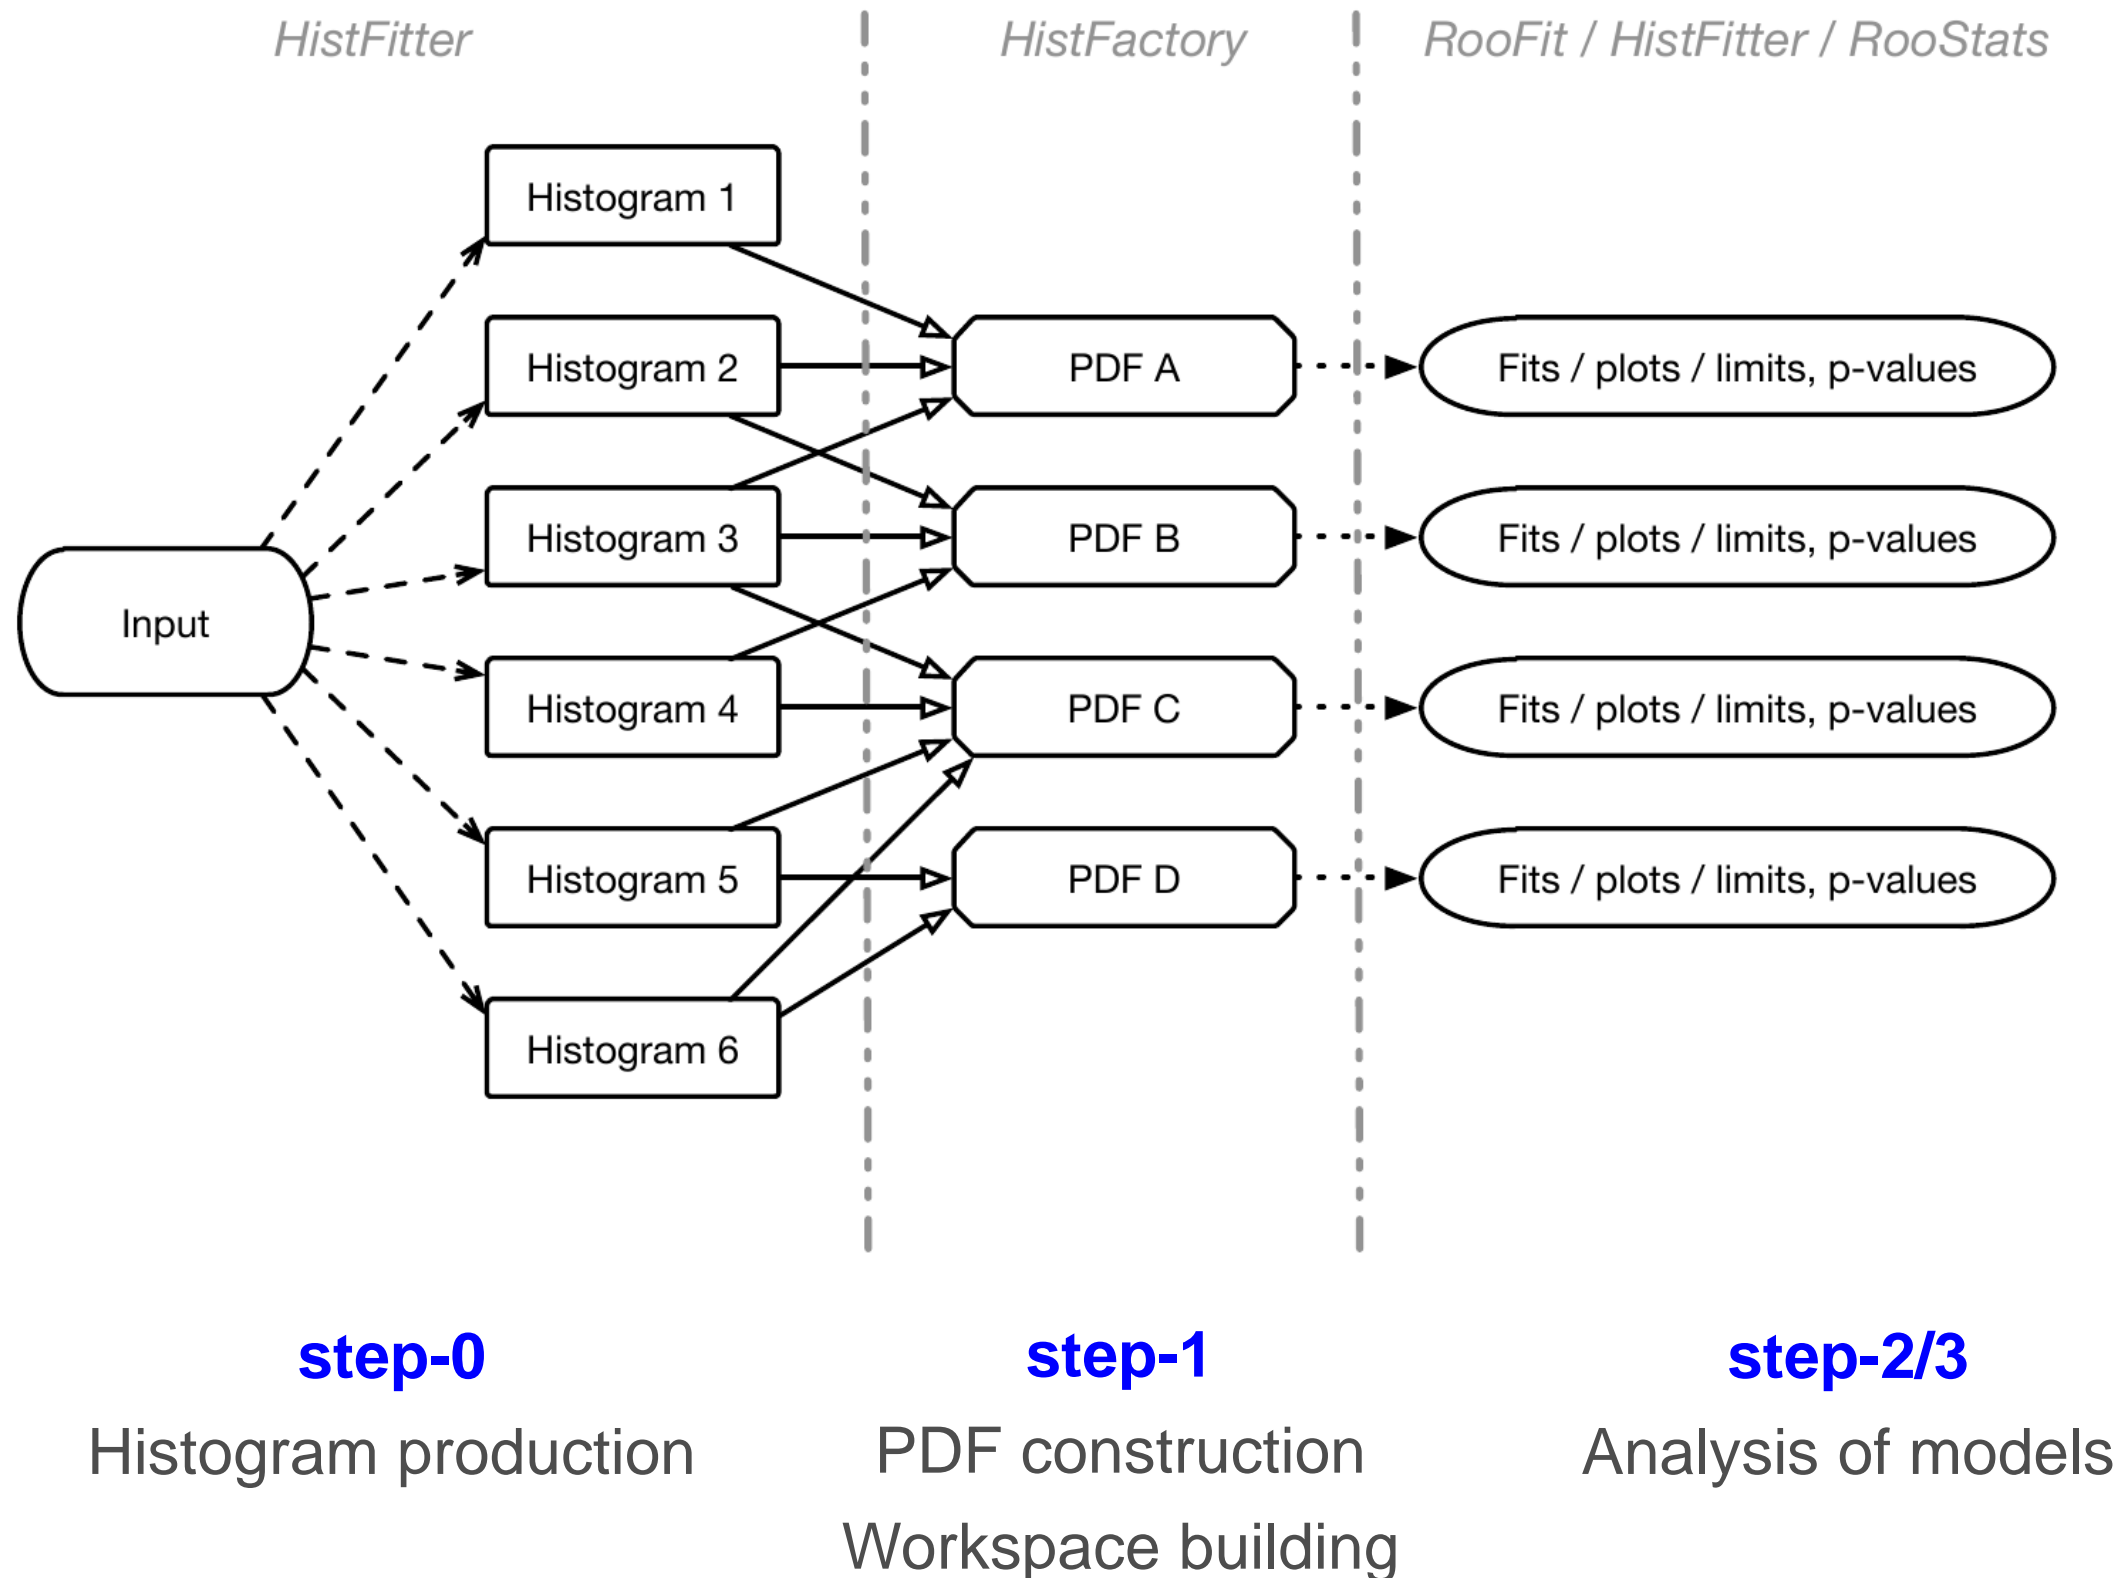 HistFitter
HistFactory
RooFit / HistFitter / RooStats
Histogram 1
Histogram 2
PDF A
Fits / plots / limits, p-values
Histogram 3
PDF B
Fits / plots / limits, p-values
Input
Histogram 4
PDF C
Fits / plots / limits, p-values
Histogram 5
PDF D
Fits / plots / limits, p-values
Histogram 6
step-0
step-1
step-2/3
Histogram production
PDF construction
Analysis of models
Workspace building